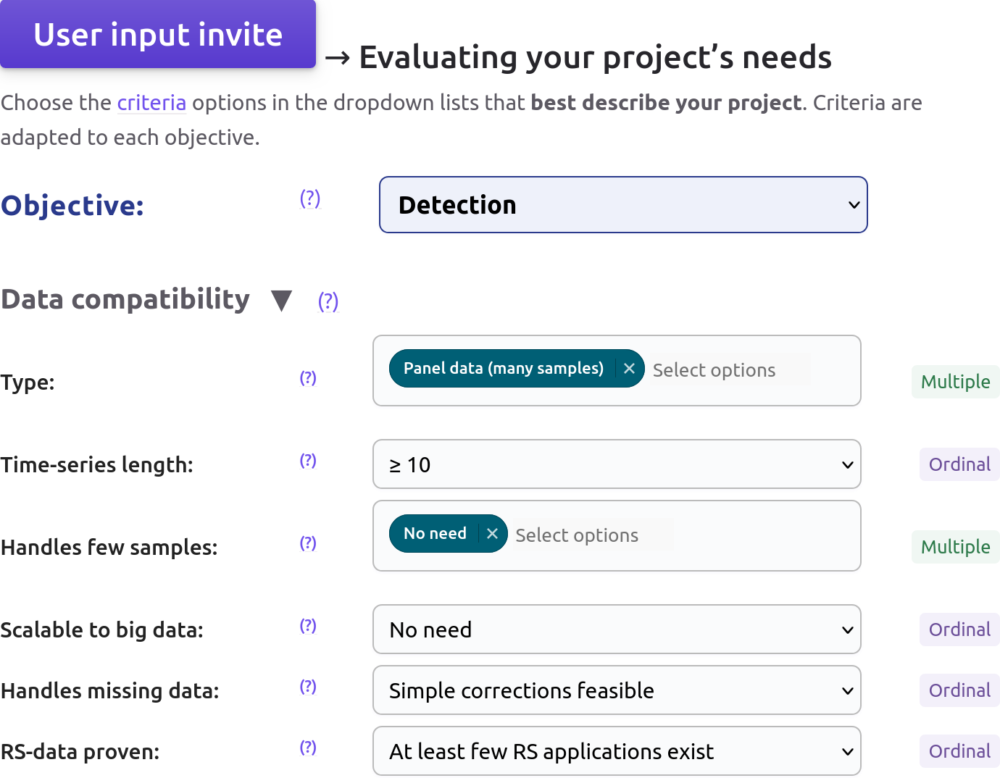 User input invite → Evaluating your project’s needs
Choose the criteria options in the dropdown lists that best describe your project. Criteria are
adapted to each objective.
Objective: (?) Detection
Data compatibility ▼ (?)
Type: (?) Panel data (many samples) × Select options Multiple
Time-series length: (?) ≥ 10 Ordinal
Handles few samples: (?) No need × Select options Multiple
Scalable to big data: (?) No need Ordinal
Handles missing data: (?) Simple corrections feasible Ordinal
RS-data proven: (?) At least few RS applications exist Ordinal